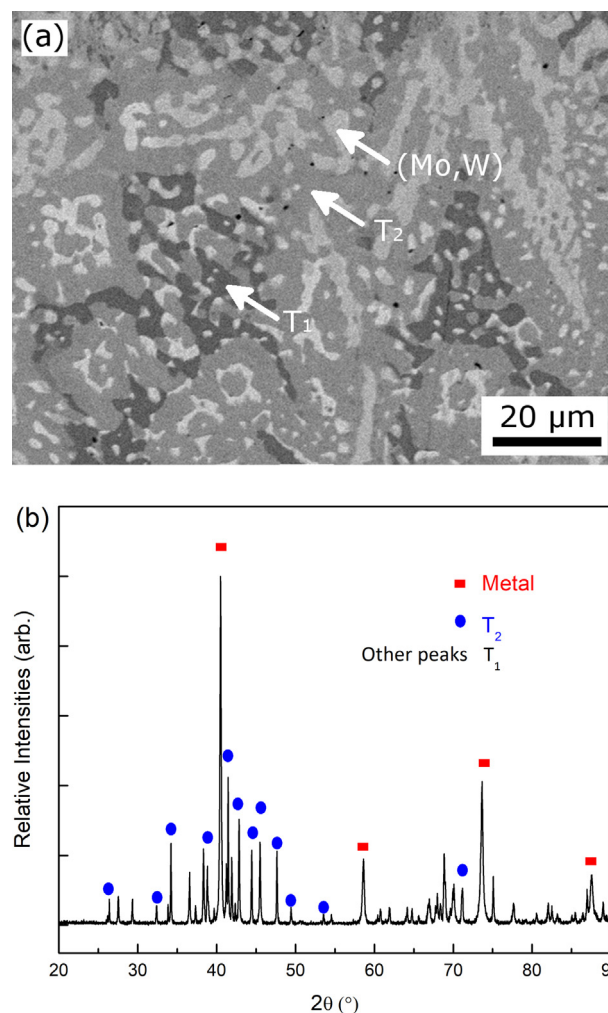 (a)
(Mo,W)
T2
T1
20 µm
(b)
Metal
T2
Other peaks T1
Relative Intensities (arb.)
20 30 40 50 60 70 80 90
2θ (°)